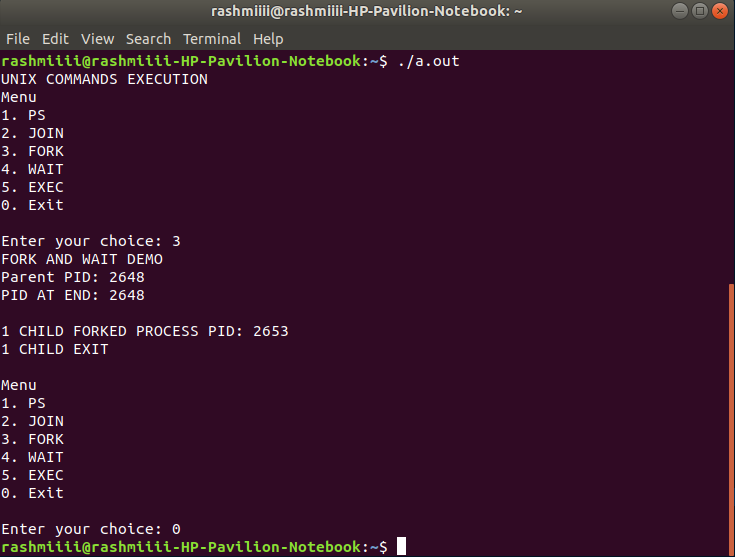 rashmiiii@rashmiiii-HP-Pavilion-Notebook: ~
File Edit View Search Terminal Help
rashmiiii@rashmiiii-HP-Pavilion-Notebook:~$ ./a.out
UNIX COMMANDS EXECUTION
Menu
1. PS
2. JOIN
3. FORK
4. WAIT
5. EXEC
0. Exit
Enter your choice: 3
FORK AND WAIT DEMO
Parent PID: 2648
PID AT END: 2648
1 CHILD FORKED PROCESS PID: 2653
1 CHILD EXIT
Menu
1. PS
2. JOIN
3. FORK
4. WAIT
5. EXEC
0. Exit
Enter your choice: 0
rashmiiii@rashmiiii-HP-Pavilion-Notebook:~$